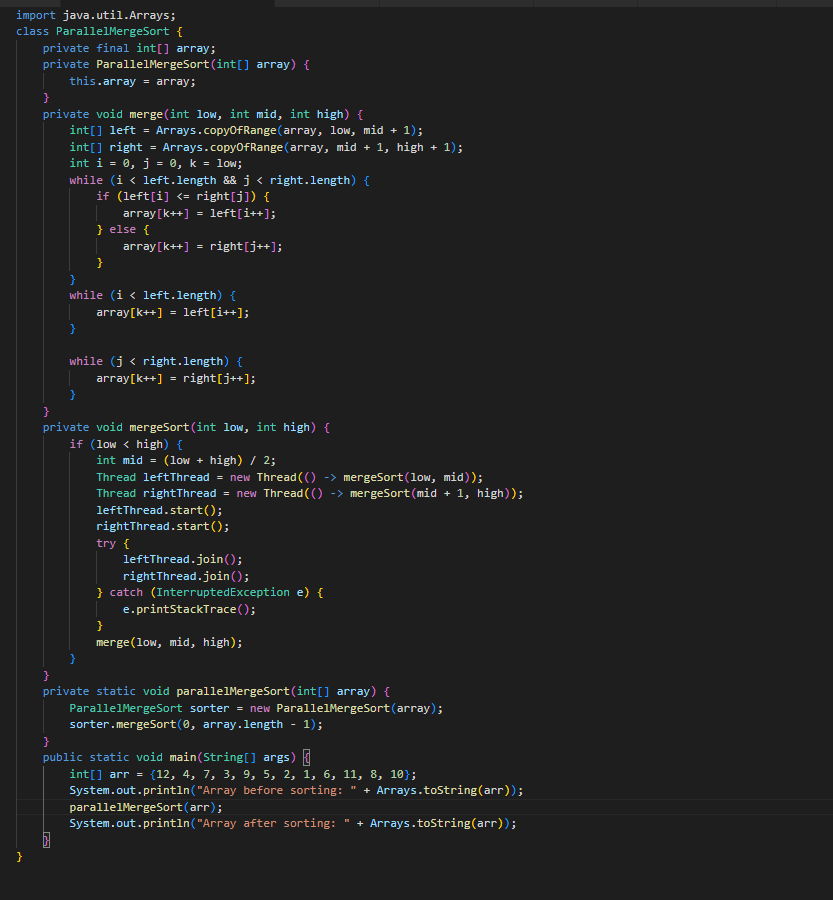 import java.util.Arrays;
class ParallelMergeSort {
    private final int[] array;
    private ParallelMergeSort(int[] array) {
        this.array = array;
    }
    private void merge(int low, int mid, int high) {
        int[] left = Arrays.copyOfRange(array, low, mid + 1);
        int[] right = Arrays.copyOfRange(array, mid + 1, high + 1);
        int i = 0, j = 0, k = low;
        while (i < left.length && j < right.length) {
            if (left[i] <= right[j]) {
                array[k++] = left[i++];
            } else {
                array[k++] = right[j++];
            }
        }
        while (i < left.length) {
            array[k++] = left[i++];
        }

        while (j < right.length) {
            array[k++] = right[j++];
        }
    }
    private void mergeSort(int low, int high) {
        if (low < high) {
            int mid = (low + high) / 2;
            Thread leftThread = new Thread(() -> mergeSort(low, mid));
            Thread rightThread = new Thread(() -> mergeSort(mid + 1, high));
            leftThread.start();
            rightThread.start();
            try {
                leftThread.join();
                rightThread.join();
            } catch (InterruptedException e) {
                e.printStackTrace();
            }
            merge(low, mid, high);
        }
    }
    private static void parallelMergeSort(int[] array) {
        ParallelMergeSort sorter = new ParallelMergeSort(array);
        sorter.mergeSort(0, array.length - 1);
    }
    public static void main(String[] args) {
        int[] arr = {12, 4, 7, 3, 9, 5, 2, 1, 6, 11, 8, 10};
        System.out.println("Array before sorting: " + Arrays.toString(arr));
        parallelMergeSort(arr);
        System.out.println("Array after sorting: " + Arrays.toString(arr));
    }
}